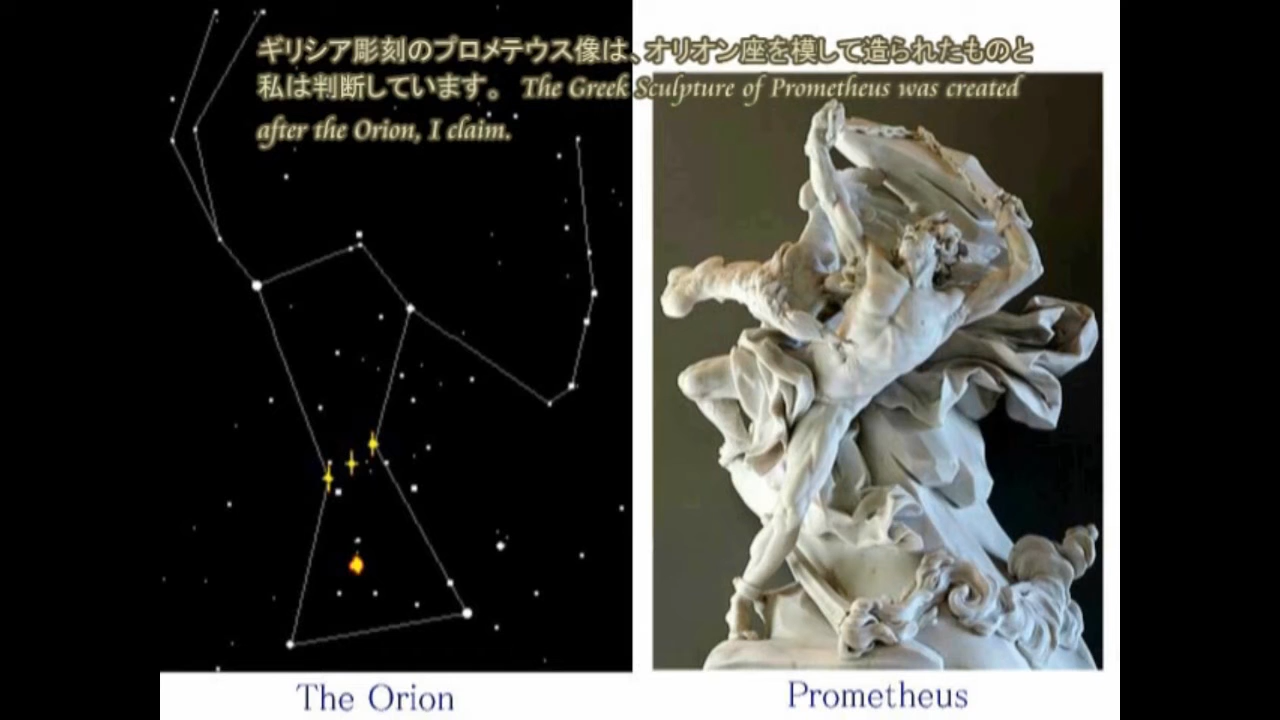 ギリシア彫刻のプロメテウス像は、オリオン座を模して造られたものと
私は判断しています。 The Greek Sculpture of Prometheus was created
after the Orion, I claim.
The Orion
Prometheus